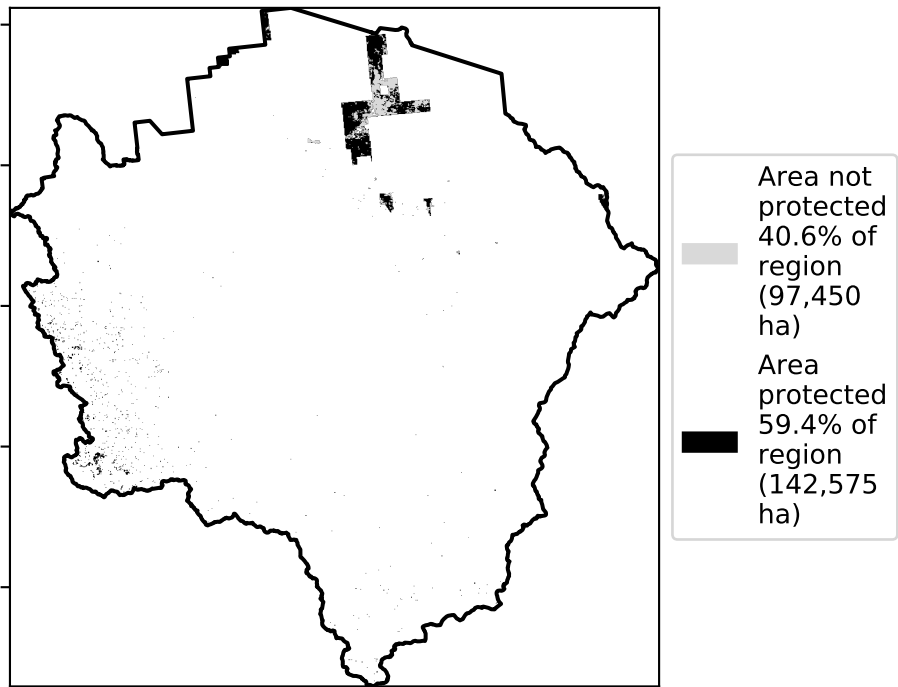 Area not
protected
40.6% of
region
(97,450
ha)
Area
protected
59.4% of
region
(142,575
ha)